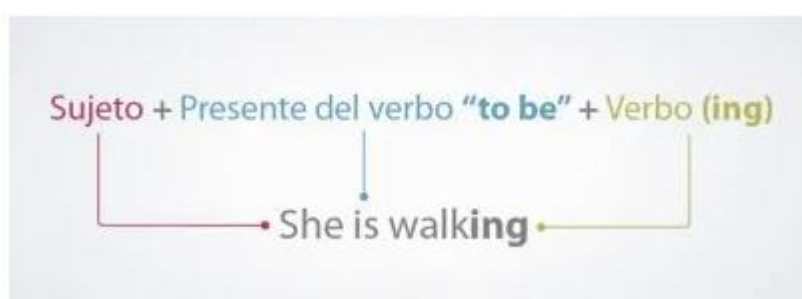 Sujeto + Presente del verbo “to be” + Verbo (ing)
She is walking